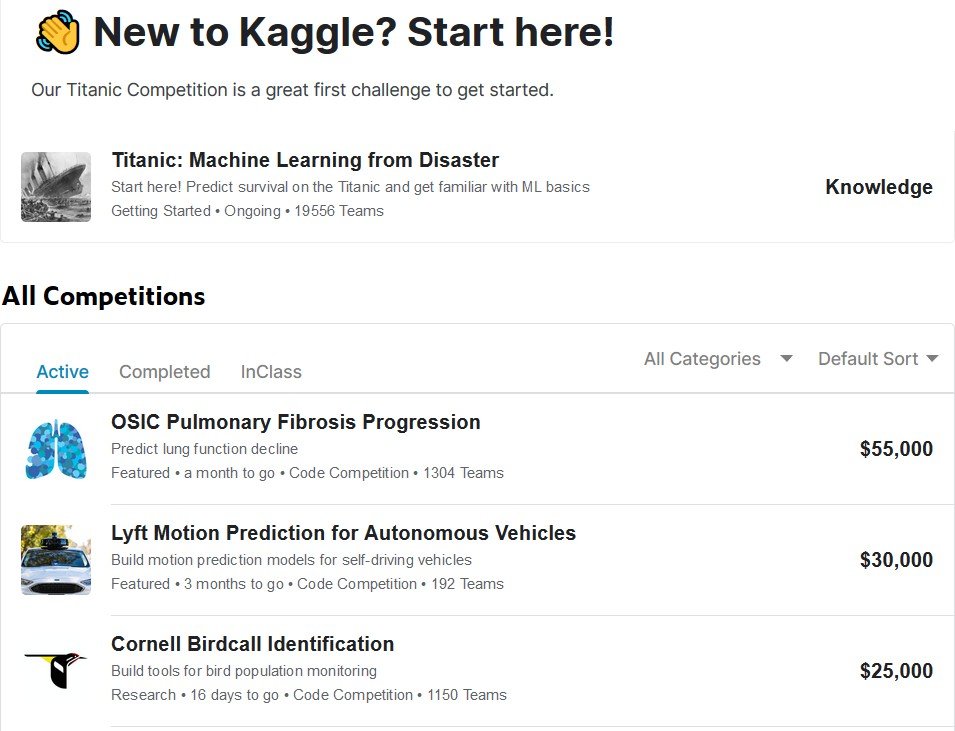 New to Kaggle? Start here!
Our Titanic Competition is a great first challenge to get started.
Titanic: Machine Learning from Disaster
Start here! Predict survival on the Titanic and get familiar with ML basics
Knowledge
Getting Started • Ongoing • 19556 Teams
All Competitions
Active Completed InClass All Categories Default Sort
OSIC Pulmonary Fibrosis Progression
Predict lung function decline
$55,000
Featured • a month to go • Code Competition • 1304 Teams
Lyft Motion Prediction for Autonomous Vehicles
Build motion prediction models for self-driving vehicles
$30,000
Featured • 3 months to go • Code Competition • 192 Teams
Cornell Birdcall Identification
Build tools for bird population monitoring
$25,000
Research • 16 days to go • Code Competition • 1150 Teams